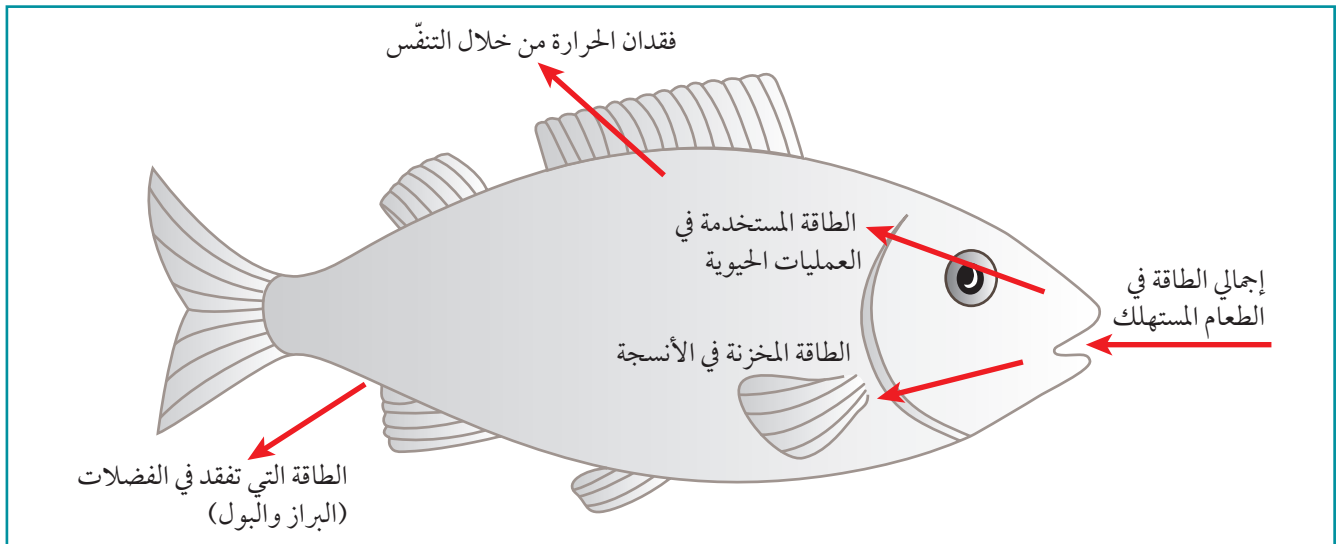 فقدان الحرارة من خلال التنفّس
الطاقة المستخدمة في
العمليات الحيوية
إجمالي الطاقة في
الطعام المستهلك
الطاقة المخزنة في الأنسجة
الطاقة التي تفقد في الفضلات
(البراز والبول)